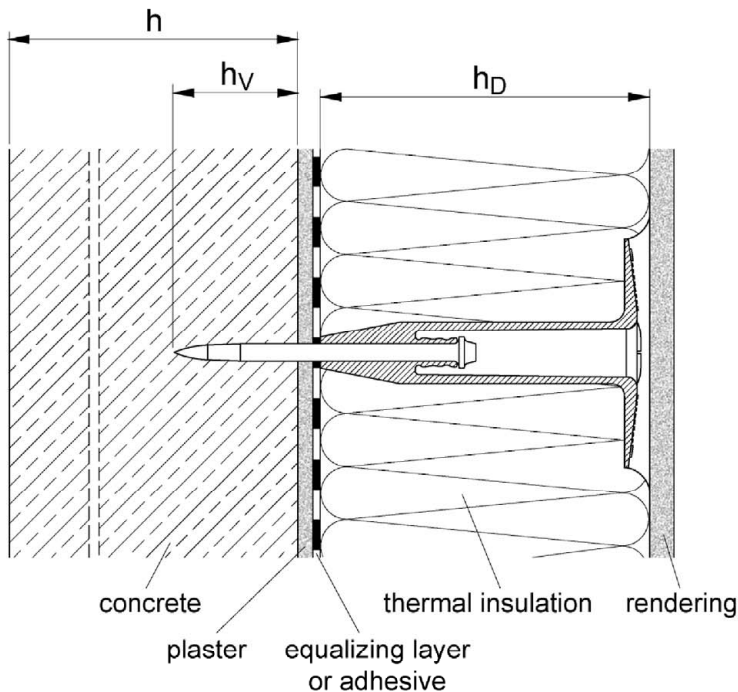 h
hV
hD
concrete
thermal insulation
rendering
plaster
equalizing layer
or adhesive